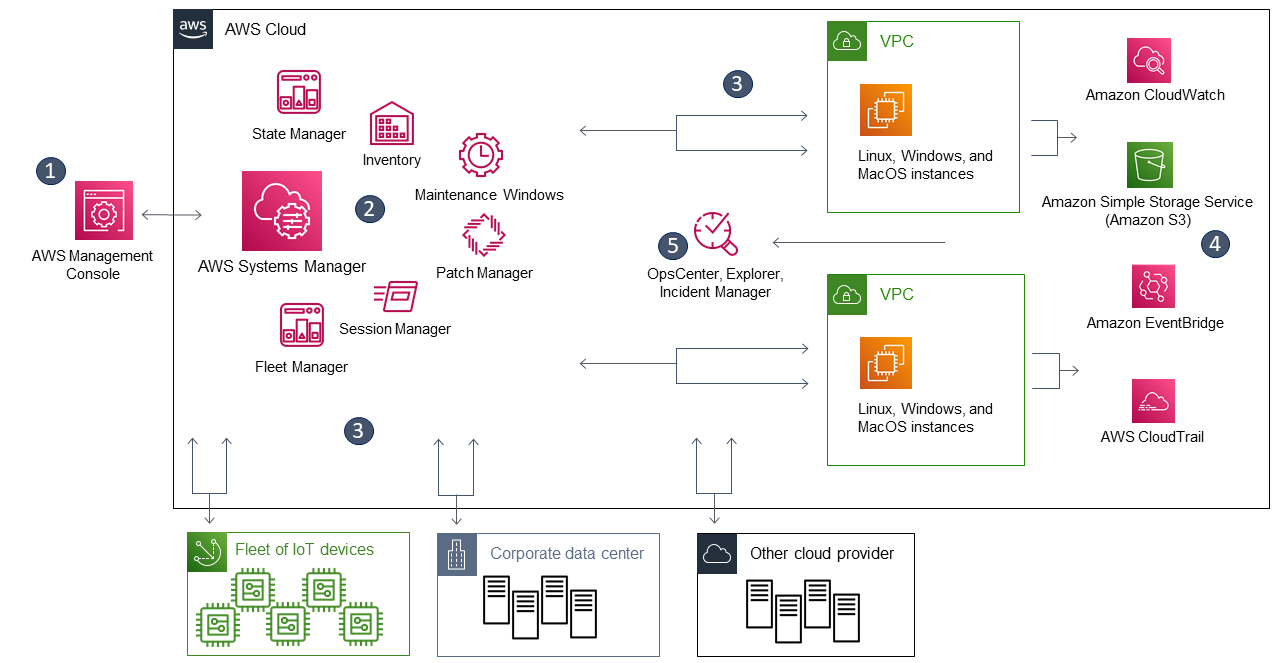 aws
AWS Cloud
State Manager
Inventory
Maintenance Windows
1
AWS Management
Console
2
AWS Systems Manager
Patch Manager
Session Manager
Fleet Manager
3
3
5
OpsCenter, Explorer,
Incident Manager
VPC
Linux, Windows, and
MacOS instances
VPC
Linux, Windows, and
MacOS instances
Amazon CloudWatch
Amazon Simple Storage Service
(Amazon S3)
4
Amazon EventBridge
AWS CloudTrail
Fleet of IoT devices
Corporate data center
Other cloud provider